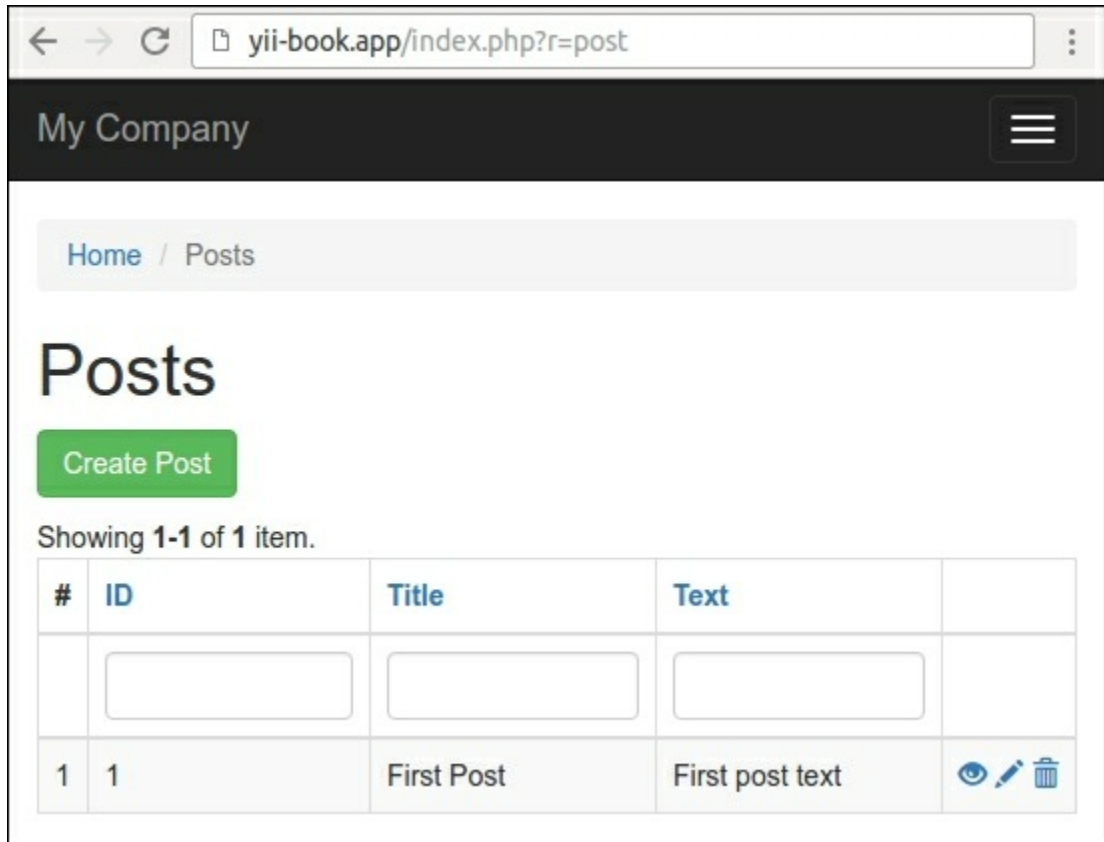 yii-book.app/index.php?r=post
My Company
Home / Posts
Posts
Create Post
Showing 1-1 of 1 item.
# ID Title Text
1 1 First Post First post text